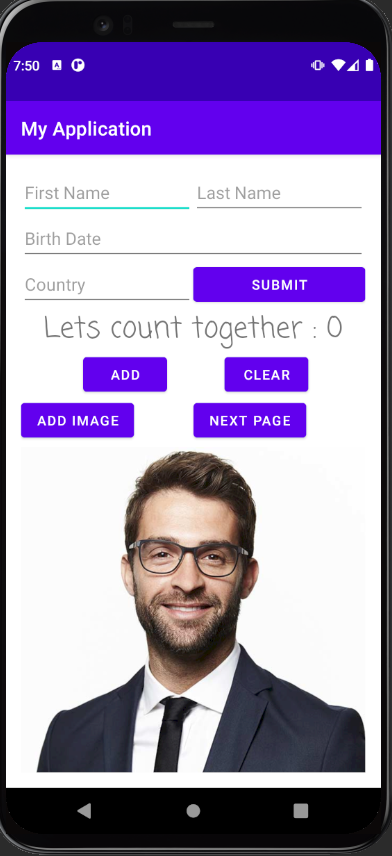 7:50
My Application
First Name Last Name
Birth Date
Country SUBMIT
Lets count together : 0
ADD CLEAR
ADD IMAGE NEXT PAGE